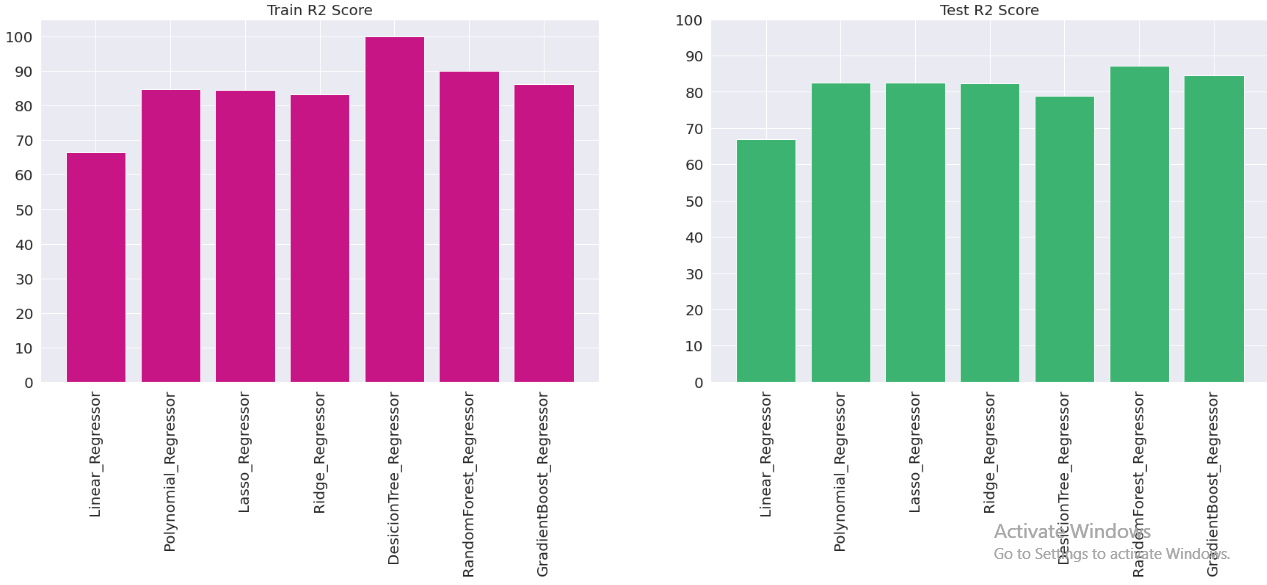 Train R2 Score
100
90
80
70
60
50
40
30
20
10
0
Linear_Regressor
Polynomial_Regressor
Lasso_Regressor
Ridge_Regressor
DesicionTree_Regressor
RandomForest_Regressor
GradientBoost_Regressor
Test R2 Score
100
90
80
70
60
50
40
30
20
10
0
Linear_Regressor
Polynomial_Regressor
Lasso_Regressor
Ridge_Regressor
DesicionTree_Regressor
RandomForest_Regressor
GradientBoost_Regressor
Activate Windows
Go to Settings to activate Windows.